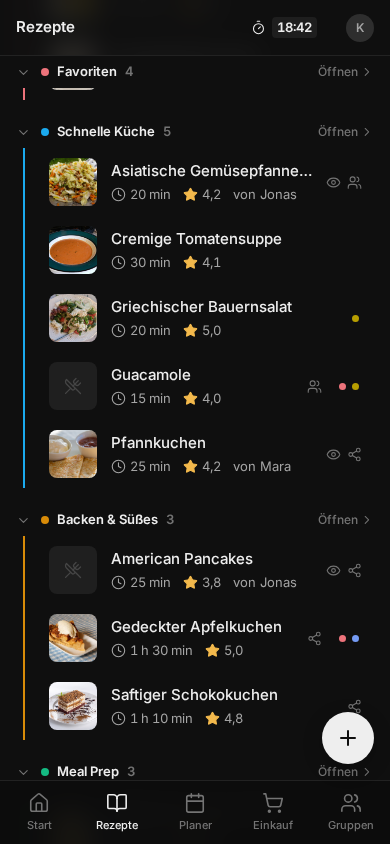 Rezepte 18:42 K
Favoriten 4 Öffnen
Schnelle Küche 5 Öffnen
Asiatische Gemüsepfanne...
20 min 4,2 von Jonas
Cremige Tomatensuppe
30 min 4,1
Griechischer Bauernsalat
20 min 5,0
Guacamole
15 min 4,0
Pfannkuchen
25 min 4,2 von Mara
Backen & Süßes 3 Öffnen
American Pancakes
25 min 3,8 von Jonas
Gedeckter Apfelkuchen
1 h 30 min 5,0
Saftiger Schokokuchen
1 h 10 min 4,8
Meal Prep 3 Öffnen
Start Rezepte Planer Einkauf Gruppen